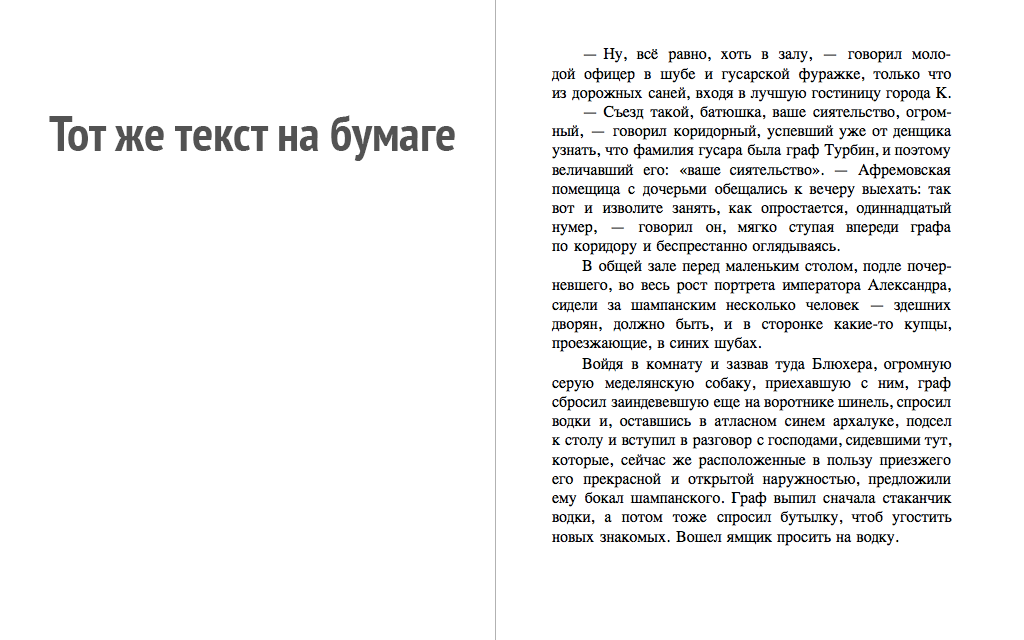 Тот же текст на бумаге
— Ну, всё равно, хоть в залу, — говорил моло-
дой офицер в шубе и гусарской фуражке, только что
из дорожных саней, входя в лучшую гостиницу города К.
— Съезд такой, батюшка, ваше сиятельство, огром-
ный, — говорил коридорный, успевший уже от денщика
узнать, что фамилия гусара была граф Турбин, и поэтому
величавший его: «ваше сиятельство». — Афремовская
помещица с дочерьми обещались к вечеру выехать: так
вот и изволите занять, как опростается, одиннадцатый
нумер, — говорил он, мягко ступая впереди графа
по коридору и беспрестанно оглядываясь.
В общей зале перед маленьким столом, подле почер-
невшего, во весь рост портрета императора Александра,
сидели за шампанским несколько человек — здешних
дворян, должно быть, и в сторонке какие-то купцы,
проезжающие, в синих шубах.
Войдя в комнату и зазвав туда Блюхера, огромную
серую меделянскую собаку, приехавшую с ним, граф
сбросил заиндевевшую еще на воротнике шинель, спросил
водки и, оставшись в атласном синем архалуке, подсел
к столу и вступил в разговор с господами, сидевшими тут,
которые, сейчас же расположенные в пользу приезжего
его прекрасной и открытой наружностью, предложили
ему бокал шампанского. Граф выпил сначала стаканчик
водки, а потом тоже спросил бутылку, чтоб угостить
новых знакомых. Вошел ямщик просить на водку.